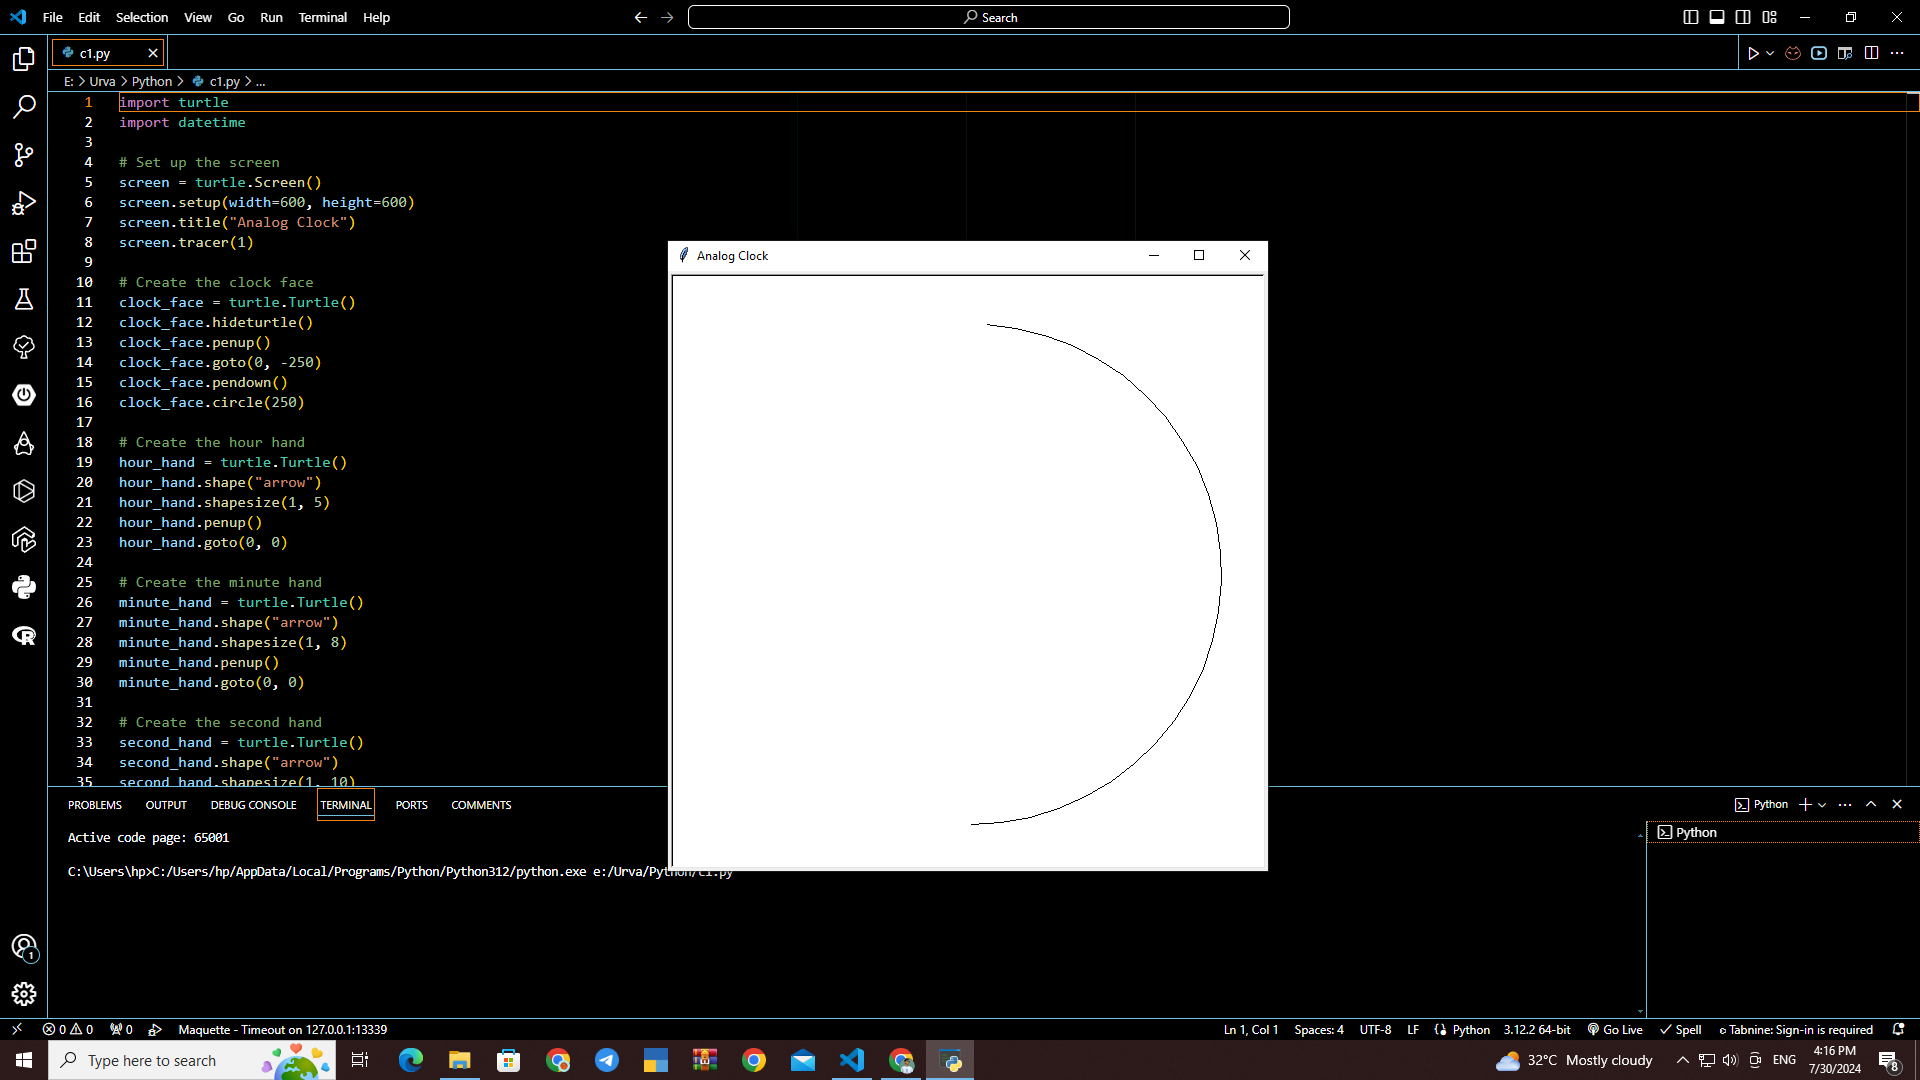 File Edit Selection View Go Run Terminal Help
Search
c1.py
E: > Urva > Python > c1.py > ...
1 import turtle
2 import datetime
3
4 # Set up the screen
5 screen = turtle.Screen()
6 screen.setup(width=600, height=600)
7 screen.title("Analog Clock")
8 screen.tracer(1)
9
10 # Create the clock face
11 clock_face = turtle.Turtle()
12 clock_face.hideturtle()
13 clock_face.penup()
14 clock_face.goto(0, -250)
15 clock_face.pendown()
16 clock_face.circle(250)
17
18 # Create the hour hand
19 hour_hand = turtle.Turtle()
20 hour_hand.shape("arrow")
21 hour_hand.shapesize(1, 5)
22 hour_hand.penup()
23 hour_hand.goto(0, 0)
24
25 # Create the minute hand
26 minute_hand = turtle.Turtle()
27 minute_hand.shape("arrow")
28 minute_hand.shapesize(1, 8)
29 minute_hand.penup()
30 minute_hand.goto(0, 0)
31
32 # Create the second hand
33 second_hand = turtle.Turtle()
34 second_hand.shape("arrow")
35 second_hand.shapesize(1, 10)
Analog Clock
PROBLEMS OUTPUT DEBUG CONSOLE TERMINAL PORTS COMMENTS
Python
Active code page: 65001
C:\Users\hp>C:/Users/hp/AppData/Local/Programs/Python/Python312/python.exe e:/Urva/Python/c1.py
Python
1
0 0 0 Maquette - Timeout on 127.0.0.1:13339
Ln 1, Col 1 Spaces: 4 UTF-8 LF Python 3.12.2 64-bit Go Live Spell Tabnine: Sign-in is required
Type here to search
32°C Mostly cloudy
ENG
4:16 PM
7/30/2024
8